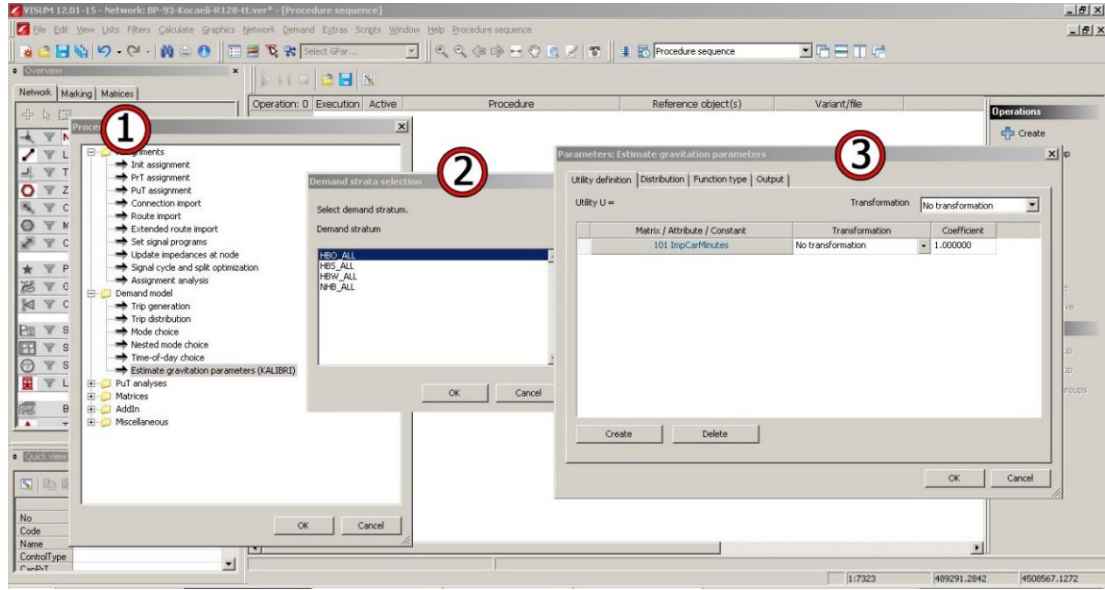 VISUM 12.01-15 - Network: BP-93-Kocaeli-R128-tt.ver* - [Procedure sequence]
File Edit View Lists Filters Calculate Graphics Network Demand Extras Scripts Window Help Procedure sequence
Select GPar... Procedure sequence
Overview
Network Marking Matrices
Operation: 0 Execution Active Procedure Reference object(s) Variant/file
Operations
Create
1
Assignments
Init assignment
PrT assignment
PuT assignment
Connection import
Route import
Extended route import
Set signal programs
Update impedances at node
Signal cycle and split optimization
Assignment analysis
Demand model
Trip generation
Trip distribution
Mode choice
Nested mode choice
Time-of-day choice
Estimate gravitation parameters (KALIBRI)
PuT analyses
Matrices
AddIn
Miscellaneous
OK Cancel
2
Demand strata selection
Select demand stratum.
Demand stratum
HBO_ALL
HBS_ALL
HBW_ALL
NHB_ALL
OK Cancel
3
Parameters: Estimate gravitation parameters
Utility definition Distribution Function type Output
Utility U = Transformation No transformation
Matrix / Attribute / Constant Transformation Coefficient
101 ImpCarMinutes No transformation 1.000000
Create Delete
OK Cancel
Quick view
No
Code
Name
ControlType
CapPrT
1:7323 489291.2842 4508567.1272